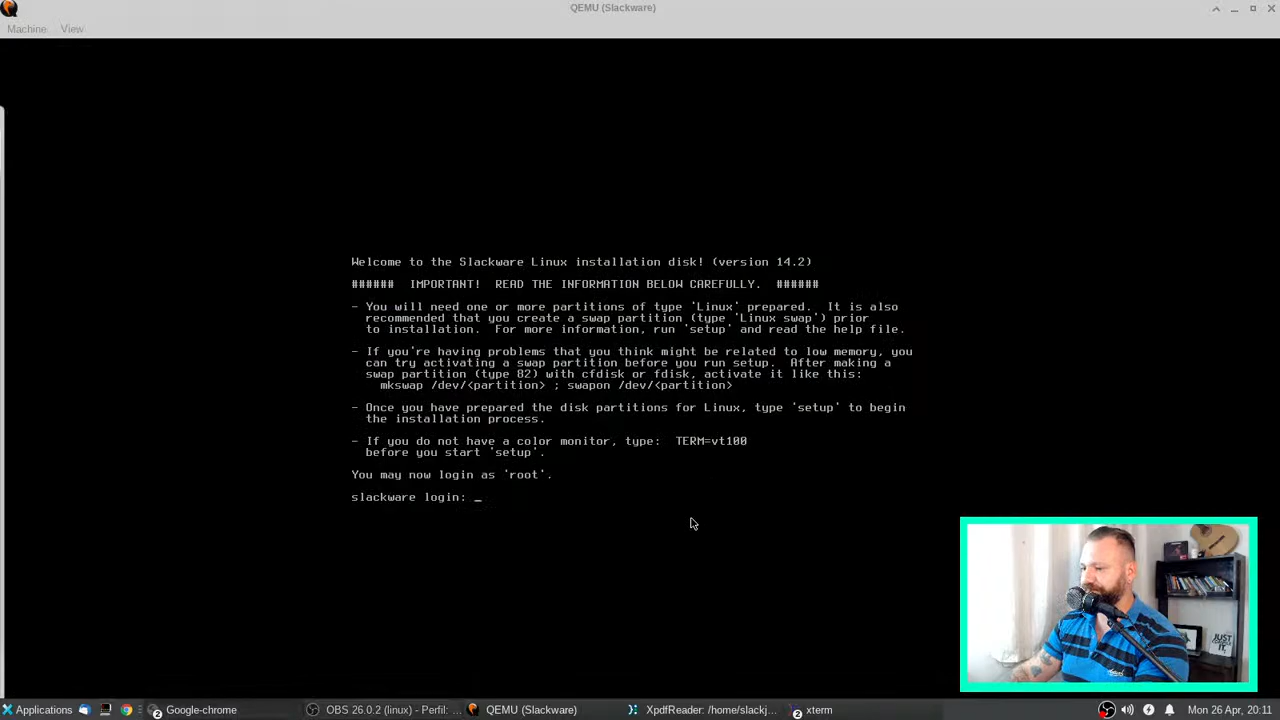 QEMU (Slackware)
Machine View
Welcome to the Slackware Linux installation disk! (version 14.2)
###### IMPORTANT! READ THE INFORMATION BELOW CAREFULLY. ######
- You will need one or more partitions of type 'Linux' prepared. It is also
recommended that you create a swap partition (type 'Linux swap') prior
to installation. For more information, run 'setup' and read the help file.
- If you're having problems that you think might be related to low memory, you
can try activating a swap partition before you run setup. After making a
swap partition (type 82) with cfdisk or fdisk, activate it like this:
mkswap /dev/<partition> ; swapon /dev/<partition>
- Once you have prepared the disk partitions for Linux, type 'setup' to begin
the installation process.
- If you do not have a color monitor, type: TERM=vt100
before you start 'setup'.
You may now login as 'root'.
slackware login: _
JUST
IT
Applications 2 Google-chrome OBS 26.0.2 (linux) - Perfil: ... QEMU (Slackware) XpdfReader: /home/slackj... 2 xterm Mon 26 Apr, 20:11